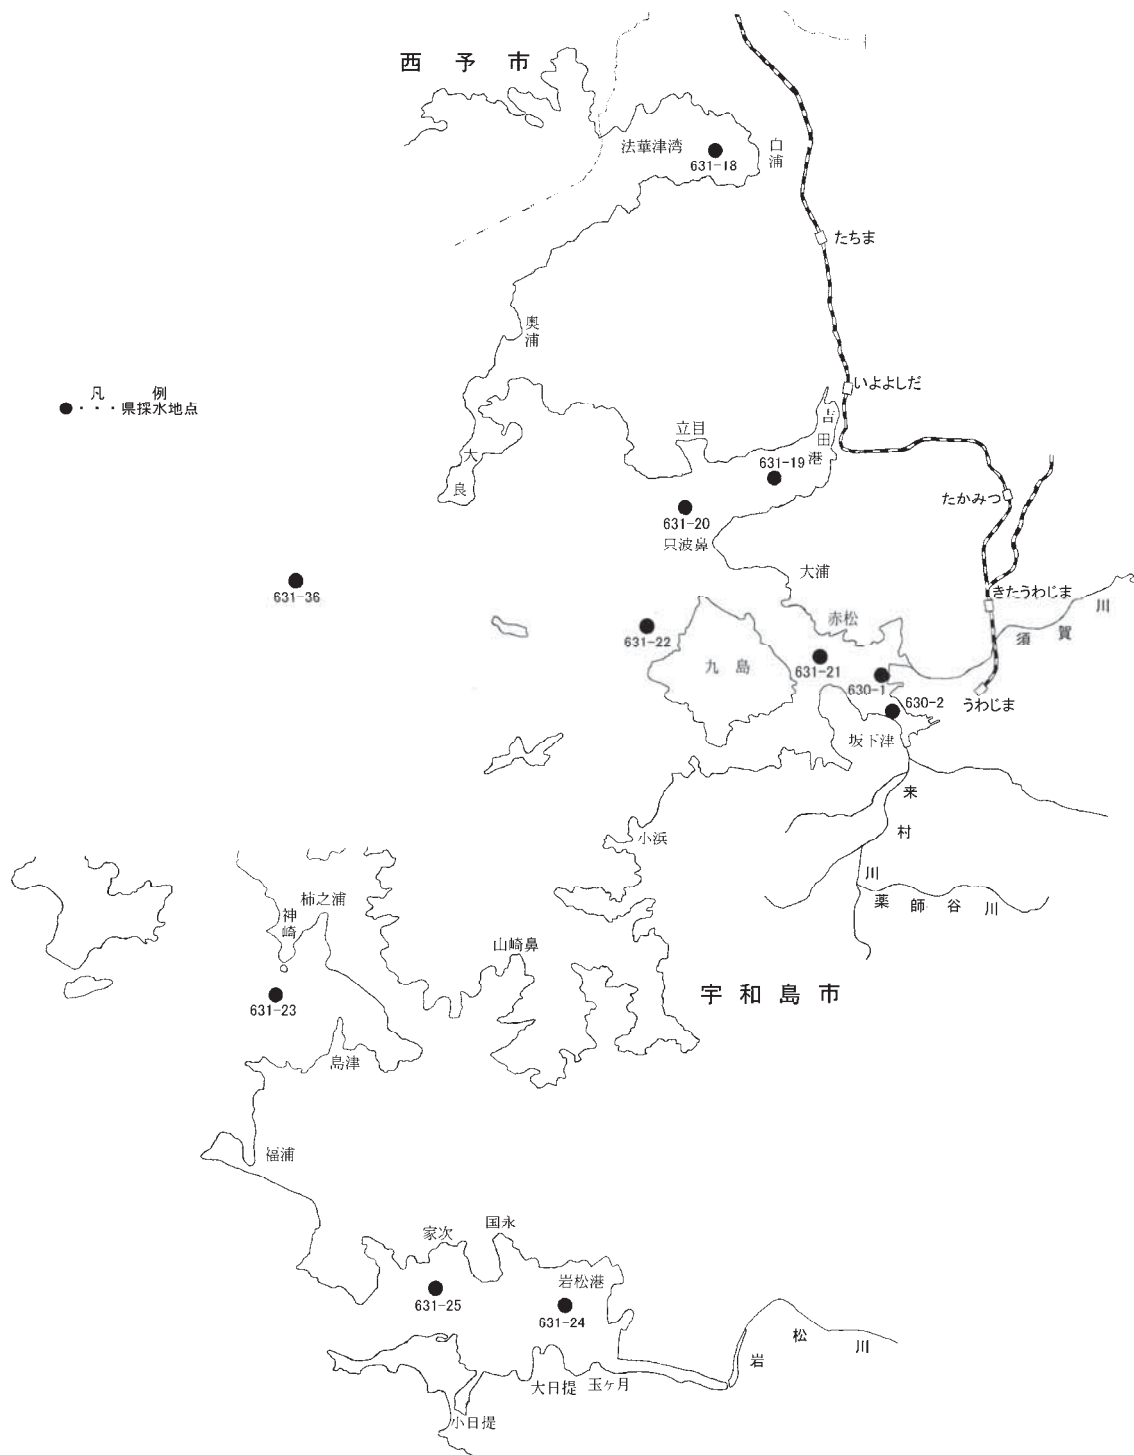 西予市
法華津湾
631-18
白浦
たちま
奥浦
凡例
●・・・県採水地点
いよよしだ
吉田港
立目
大良
631-19
たかみつ
631-20
只波鼻
大浦
631-36
きたうわじま
須賀川
赤松
631-22
九島
631-21
630-1
630-2
うわじま
坂下津
来村川
小浜
薬師谷川
柿之浦
神崎
山崎鼻
宇和島市
631-23
島津
福浦
国永
家次
岩松港
631-25
631-24
岩松川
大日提
玉ヶ月
小日提